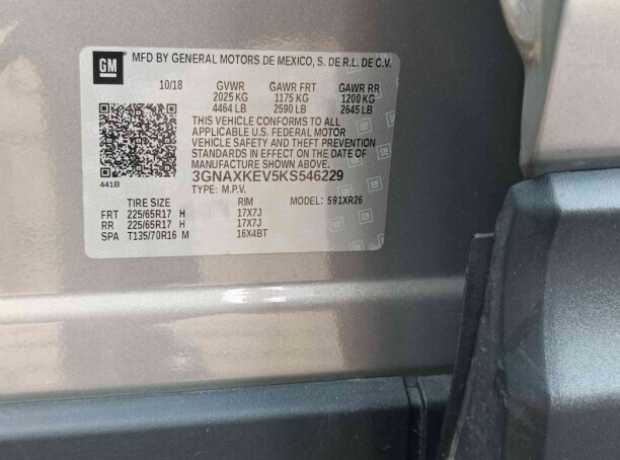 GM
MFD BY GENERAL MOTORS DE MEXICO, S. DE R.L. DE C.V.
10/18 GVWR GAWR FRT GAWR RR
2025 KG 1175 KG 1200 KG
4464 LB 2590 LB 2645 LB
THIS VEHICLE CONFORMS TO ALL
APPLICABLE U.S. FEDERAL MOTOR
VEHICLE SAFETY AND THEFT PREVENTION
STANDARDS IN EFFECT ON THE DATE OF
MANUFACTURE SHOWN ABOVE.
441B 3GNAXKEV5KS546229
TYPE: M.P.V. MODEL: 591XR26
TIRE SIZE RIM
FRT 225/65R17 H 17X7J
RR 225/65R17 H 17X7J
SPA T135/70R16 M 16X4BT